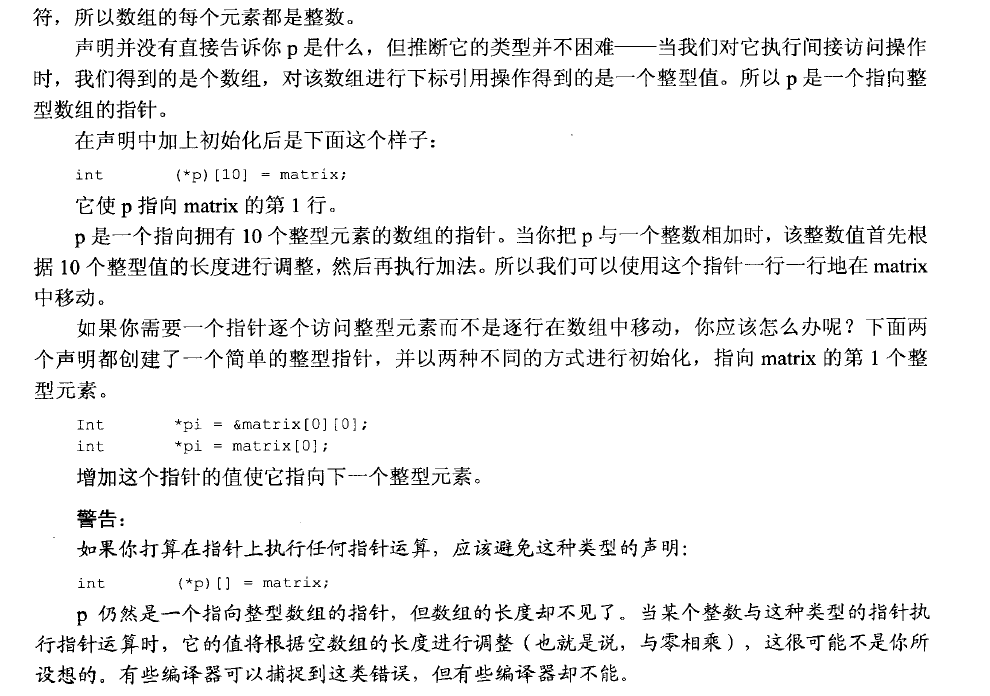 符，所以数组的每个元素都是整数。
声明并没有直接告诉你 p 是什么，但推断它的类型并不困难——当我们对它执行间接访问操作
时，我们得到的是个数组，对该数组进行下标引用操作得到的是一个整型值。所以 p 是一个指向整
型数组的指针。
在声明中加上初始化后是下面这个样子：
int (*p)[10] = matrix;
它使 p 指向 matrix 的第 1 行。
p 是一个指向拥有 10 个整型元素的数组的指针。当你把 p 与一个整数相加时，该整数值首先根
据 10 个整型值的长度进行调整，然后再执行加法。所以我们可以使用这个指针一行一行地在 matrix
中移动。
如果你需要一个指针逐个访问整型元素而不是逐行在数组中移动，你应该怎么办呢？下面两
个声明都创建了一个简单的整型指针，并以两种不同的方式进行初始化，指向 matrix 的第 1 个整
型元素。
Int *pi = &matrix[0][0];
int *pi = matrix[0];
增加这个指针的值使它指向下一个整型元素。
警告：
如果你打算在指针上执行任何指针运算，应该避免这种类型的声明：
int (*p)[] = matrix;
p 仍然是一个指向整型数组的指针，但数组的长度却不见了。当某个整数与这种类型的指针执
行指针运算时，它的值将根据空数组的长度进行调整（也就是说，与零相乘），这很可能不是你所
设想的。有些编译器可以捕捉到这类错误，但有些编译器却不能。